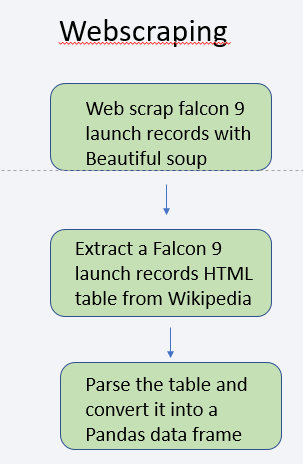 Webscraping
Web scrap falcon 9
launch records with
Beautiful soup
Extract a Falcon 9
launch records HTML
table from Wikipedia
Parse the table and
convert it into a
Pandas data frame